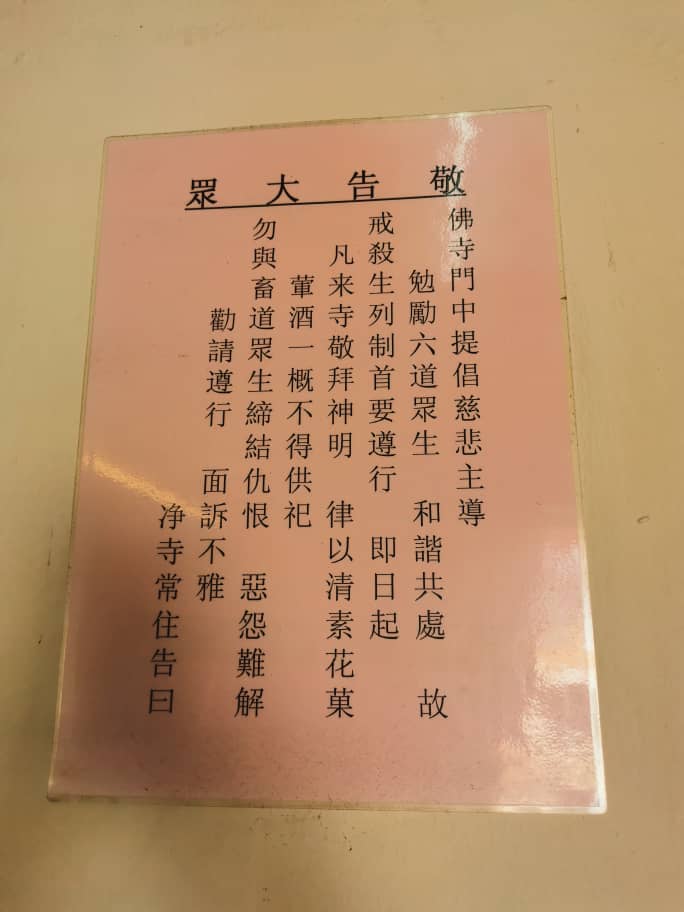 敬告大眾
佛寺門中提倡慈悲主導
勉勵六道眾生 和諧共處 故
戒殺生列制首要遵行 即日起
凡来寺敬拜神明 律以清素花菓
葷酒一概不得供祀
勿與畜道眾生締結仇恨 惡怨難解
勸請遵行 面訴不雅
净寺常住告曰